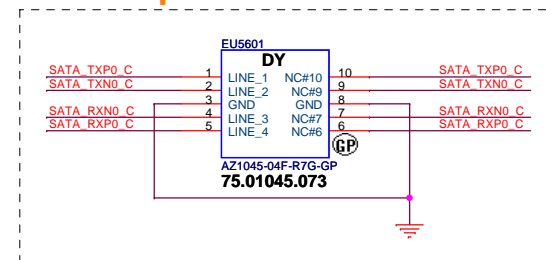 EU5601
DY
SATA_TXP0_C 1 LINE_1 NC#10 10 SATA_TXP0_C
SATA_TXN0_C 2 LINE_2 NC#9 9 SATA_TXN0_C
3 GND GND 8
SATA_RXN0_C 4 LINE_3 NC#7 7 SATA_RXN0_C
SATA_RXP0_C 5 LINE_4 NC#6 6 SATA_RXP0_C
GP
AZ1045-04F-R7G-GP
75.01045.073